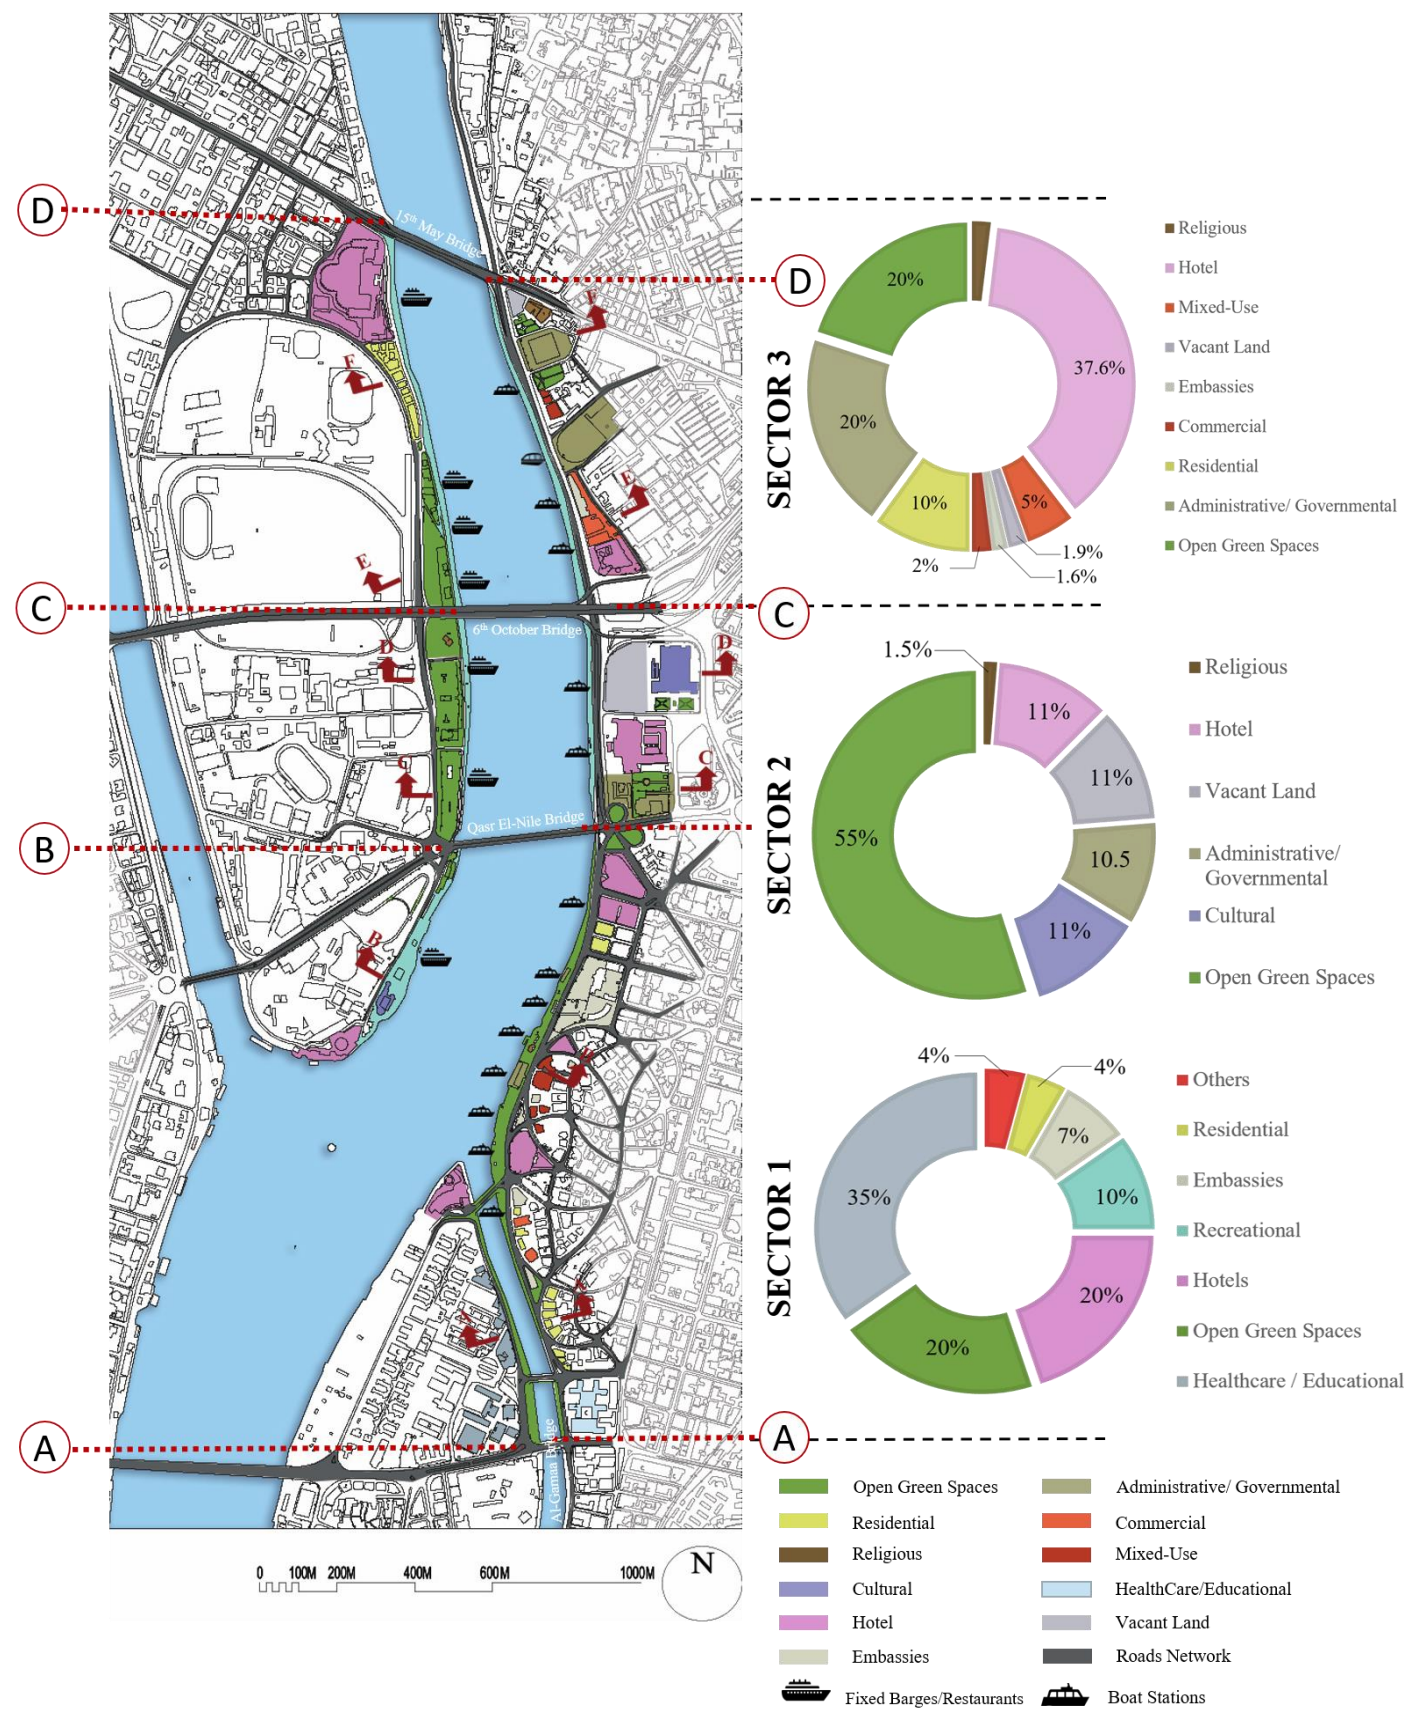 D
15th May Bridge
D
F
F
E
E
C
C
6th October Bridge
D
D
C
C
B
Qasr El-Nile Bridge
B
B
A
A
A
A
Al-Gamaa Bridge
0 100M 200M 400M 600M 1000M
N
SECTOR 3
20%
37.6%
20%
10%
5%
2%
1.9%
1.6%
Religious
Hotel
Mixed-Use
Vacant Land
Embassies
Commercial
Residential
Administrative/ Governmental
Open Green Spaces
SECTOR 2
1.5%
11%
11%
55%
10.5
11%
Religious
Hotel
Vacant Land
Administrative/
Governmental
Cultural
Open Green Spaces
SECTOR 1
4%
4%
7%
10%
35%
20%
20%
Others
Residential
Embassies
Recreational
Hotels
Open Green Spaces
Healthcare / Educational
Open Green Spaces
Administrative/ Governmental
Residential
Commercial
Religious
Mixed-Use
Cultural
HealthCare/Educational
Hotel
Vacant Land
Embassies
Roads Network
Fixed Barges/Restaurants
Boat Stations